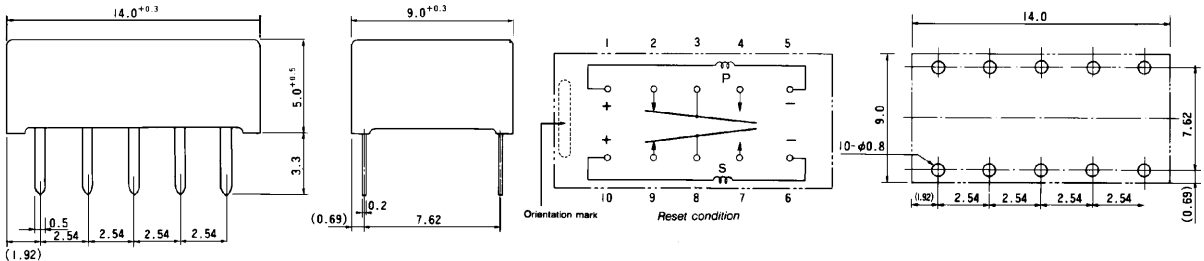 14.0+0.3
5.0+0.5
3.3
0.5
2.54 2.54 2.54 2.54
(1.92)
9.0+0.3
0.2
(0.69)
7.62
1 2 3 4 5
P
+ −
+ −
S
10 9 8 7 6
Orientation mark
Reset condition
14.0
9.0
7.62
10-φ0.8
(1.92) 2.54 2.54 2.54
(0.69)